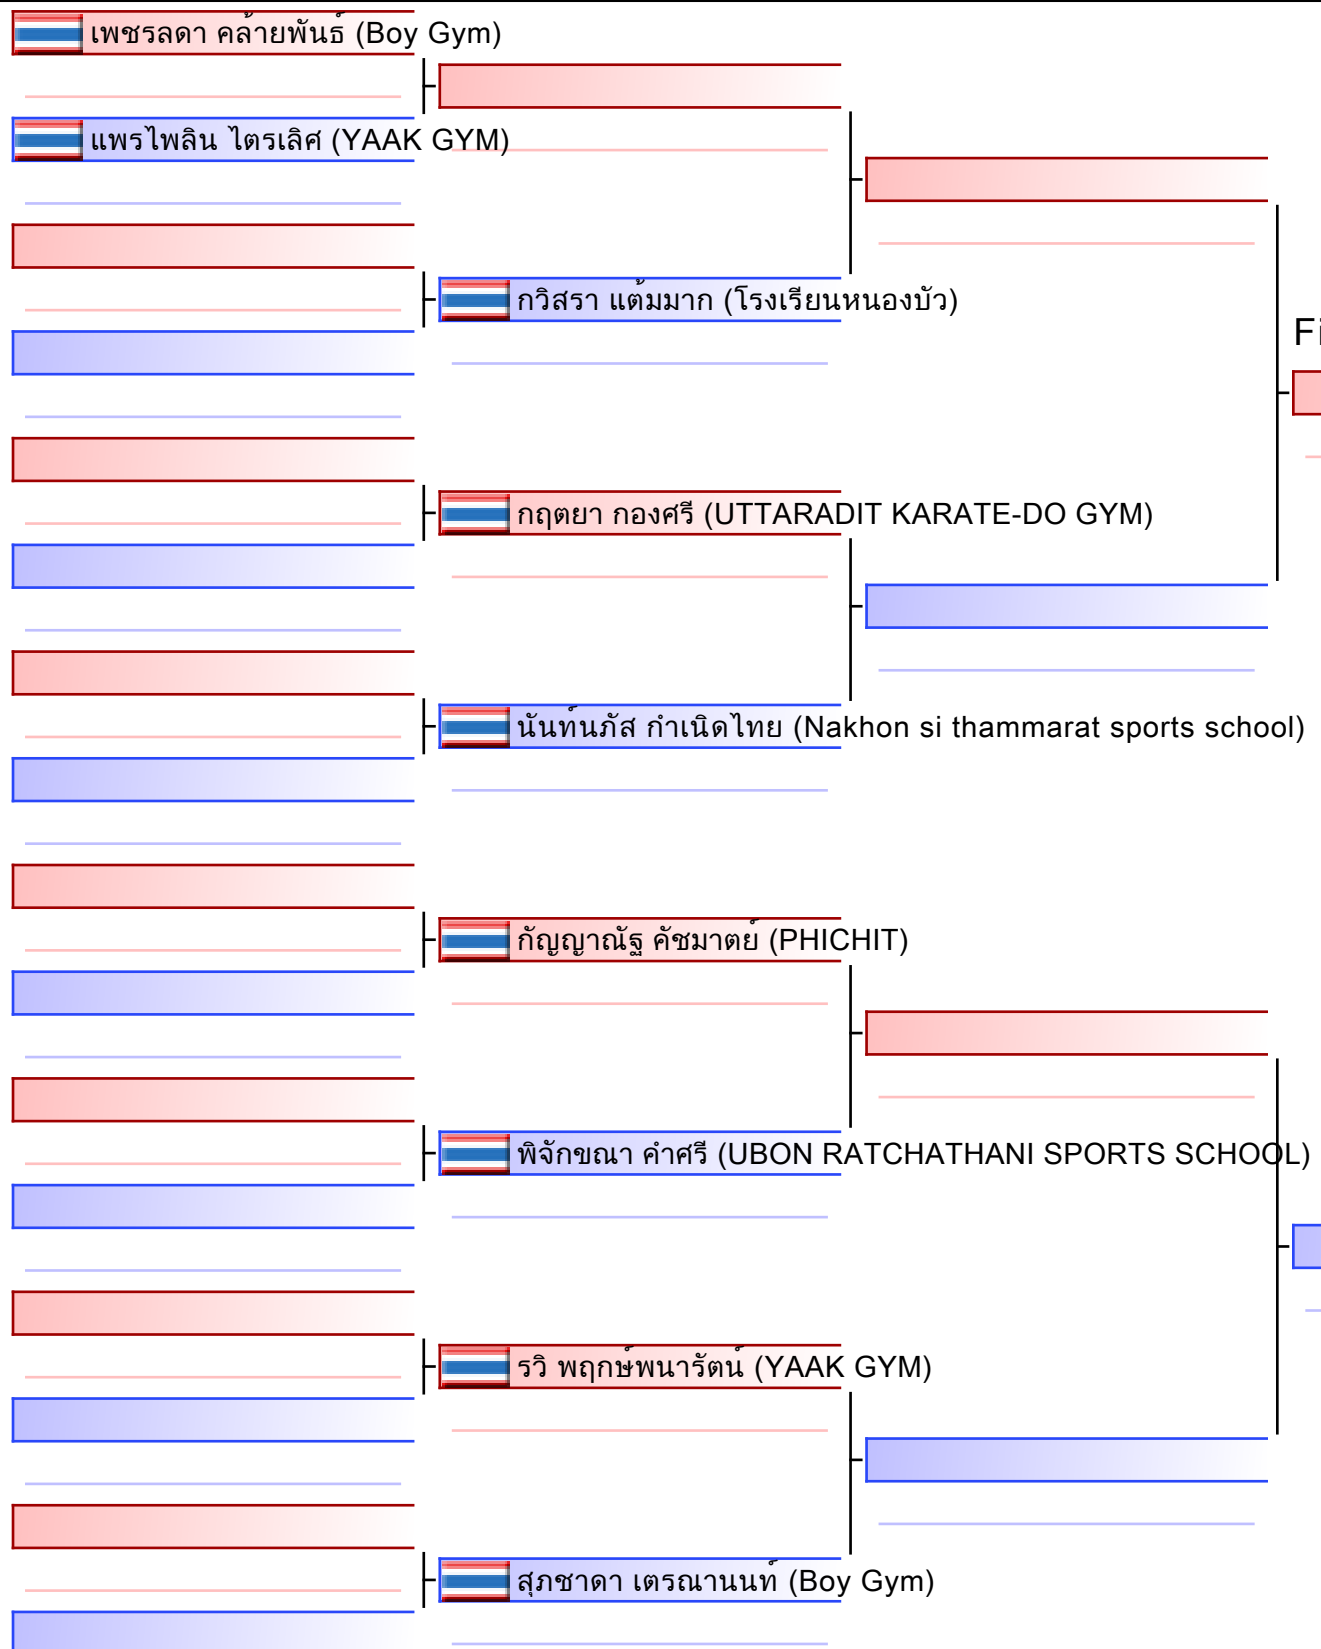 เพชรลดา คล้ายพันธ์ (Boy Gym)
แพรไพลิน ไตรเลิศ (YAAK GYM)
กวิสรา แต้มมาก (โรงเรียนหนองบัว)
Fi
กฤตยา กองศรี (UTTARADIT KARATE-DO GYM)
นันท์นภัส กำเนิดไทย (Nakhon si thammarat sports school)
กัญญาณัฐ คัชมาตย์ (PHICHIT)
พิจักขณา คำศรี (UBON RATCHATHANI SPORTS SCHOOL)
รวิ พฤกษ์พนารัตน์ (YAAK GYM)
สุภชาดา เตรณานนท์ (Boy Gym)